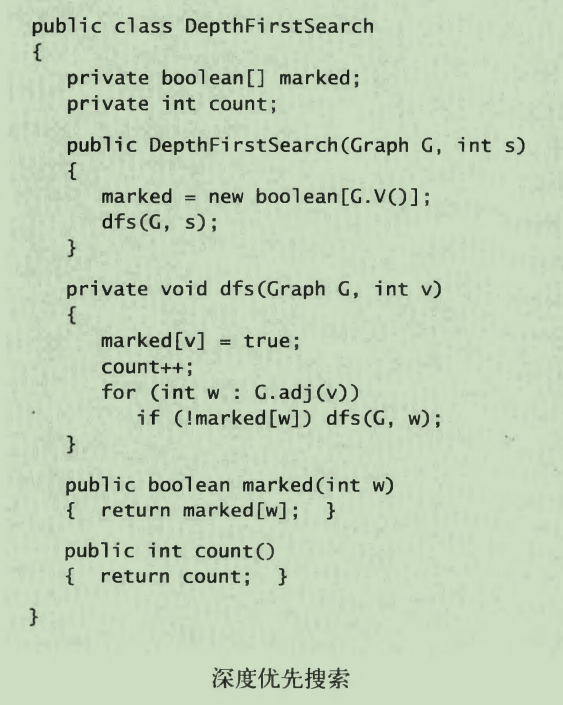 public class DepthFirstSearch
{
private boolean[] marked;
private int count;
public DepthFirstSearch(Graph G, int s)
{
marked = new boolean[G.V()];
dfs(G, s);
}
private void dfs(Graph G, int v)
{
marked[v] = true;
count++;
for (int w : G.adj(v))
if (!marked[w]) dfs(G, w);
}
public boolean marked(int w)
{ return marked[w]; }
public int count()
{ return count; }
}
深度优先搜索